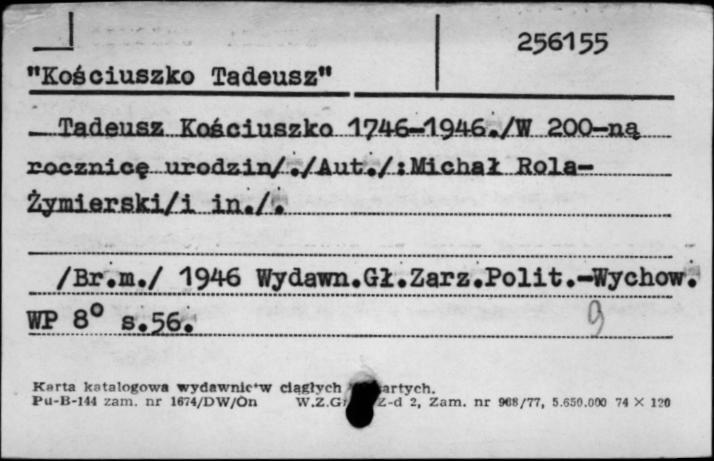 256155
"Kościuszko Tadeusz"
Tadeusz Kościuszko 1746-1946./W 200-ną
rocznicę urodzin/./Aut./:Michał Rola-
Żymierski/i in./.
/Br.m./ 1946 Wydawn.Gł.Zarz.Polit.-Wychow.
WP 8° s.56.
9
Karta katalogowa wydawnictw ciągłych
Pu-B-144 zam. nr 1674/DW/On W.Z.G Z-d 2, Zam. nr 968/77, 5.650.000 74 X 120